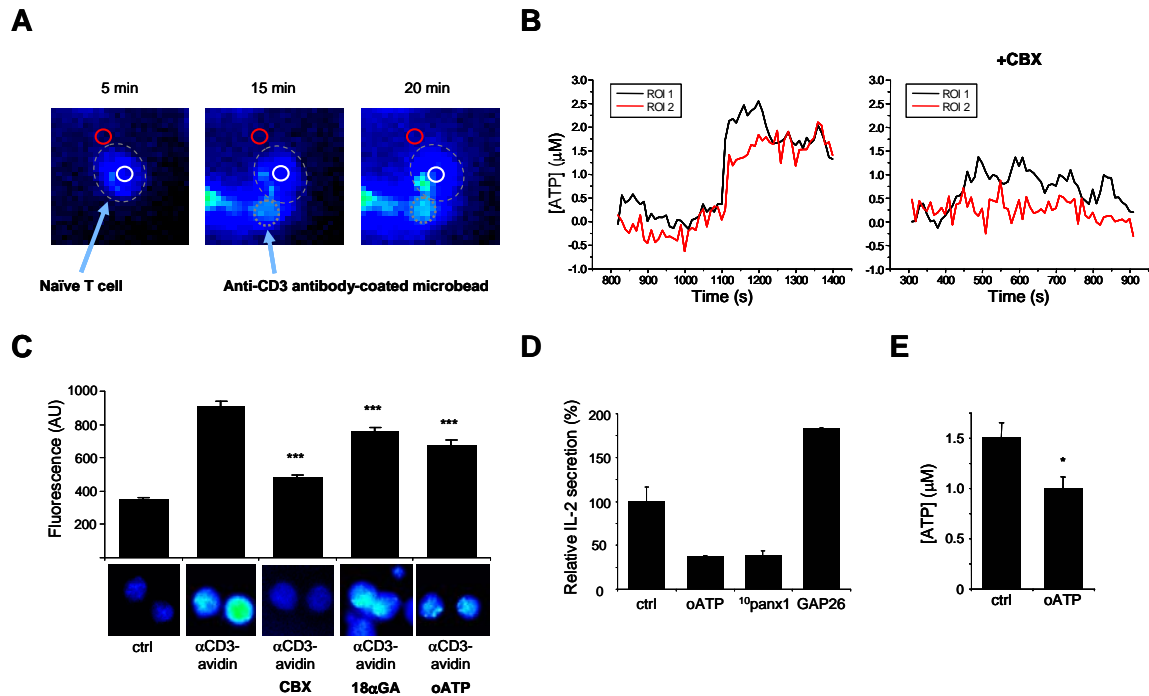 A
5 min
15 min
20 min
Naïve T cell
Anti-CD3 antibody-coated microbead
B
+CBX
ROI 1
ROI 2
ROI 1
ROI 2
[ATP] (µM)
3.0
2.5
2.0
1.5
1.0
0.5
0.0
-0.5
-1.0
800 900 1000 1100 1200 1300 1400
Time (s)
3.0
2.5
2.0
1.5
1.0
0.5
0.0
-0.5
-1.0
300 400 500 600 700 800 900
Time (s)
C
Fluorescence (AU)
1000
800
600
400
200
***
***
***
ctrl
αCD3-
avidin
αCD3-
avidin
CBX
αCD3-
avidin
18αGA
αCD3-
avidin
oATP
D
Relative IL-2 secretion (%)
200
150
100
50
0
ctrl oATP ¹⁰panx1 GAP26
E
[ATP] (µM)
1.5
1.0
0.5
0
*
ctrl oATP